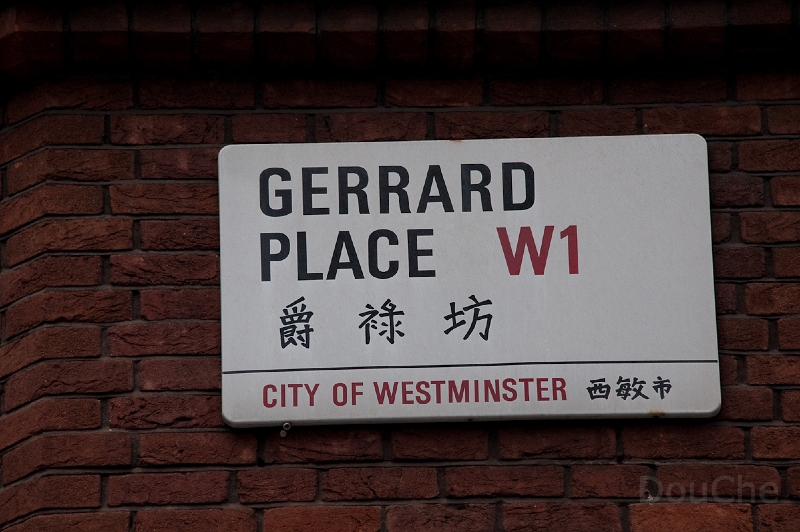 GERRARD
PLACE W1
爵祿坊
CITY OF WESTMINSTER 西敏市
DouChe